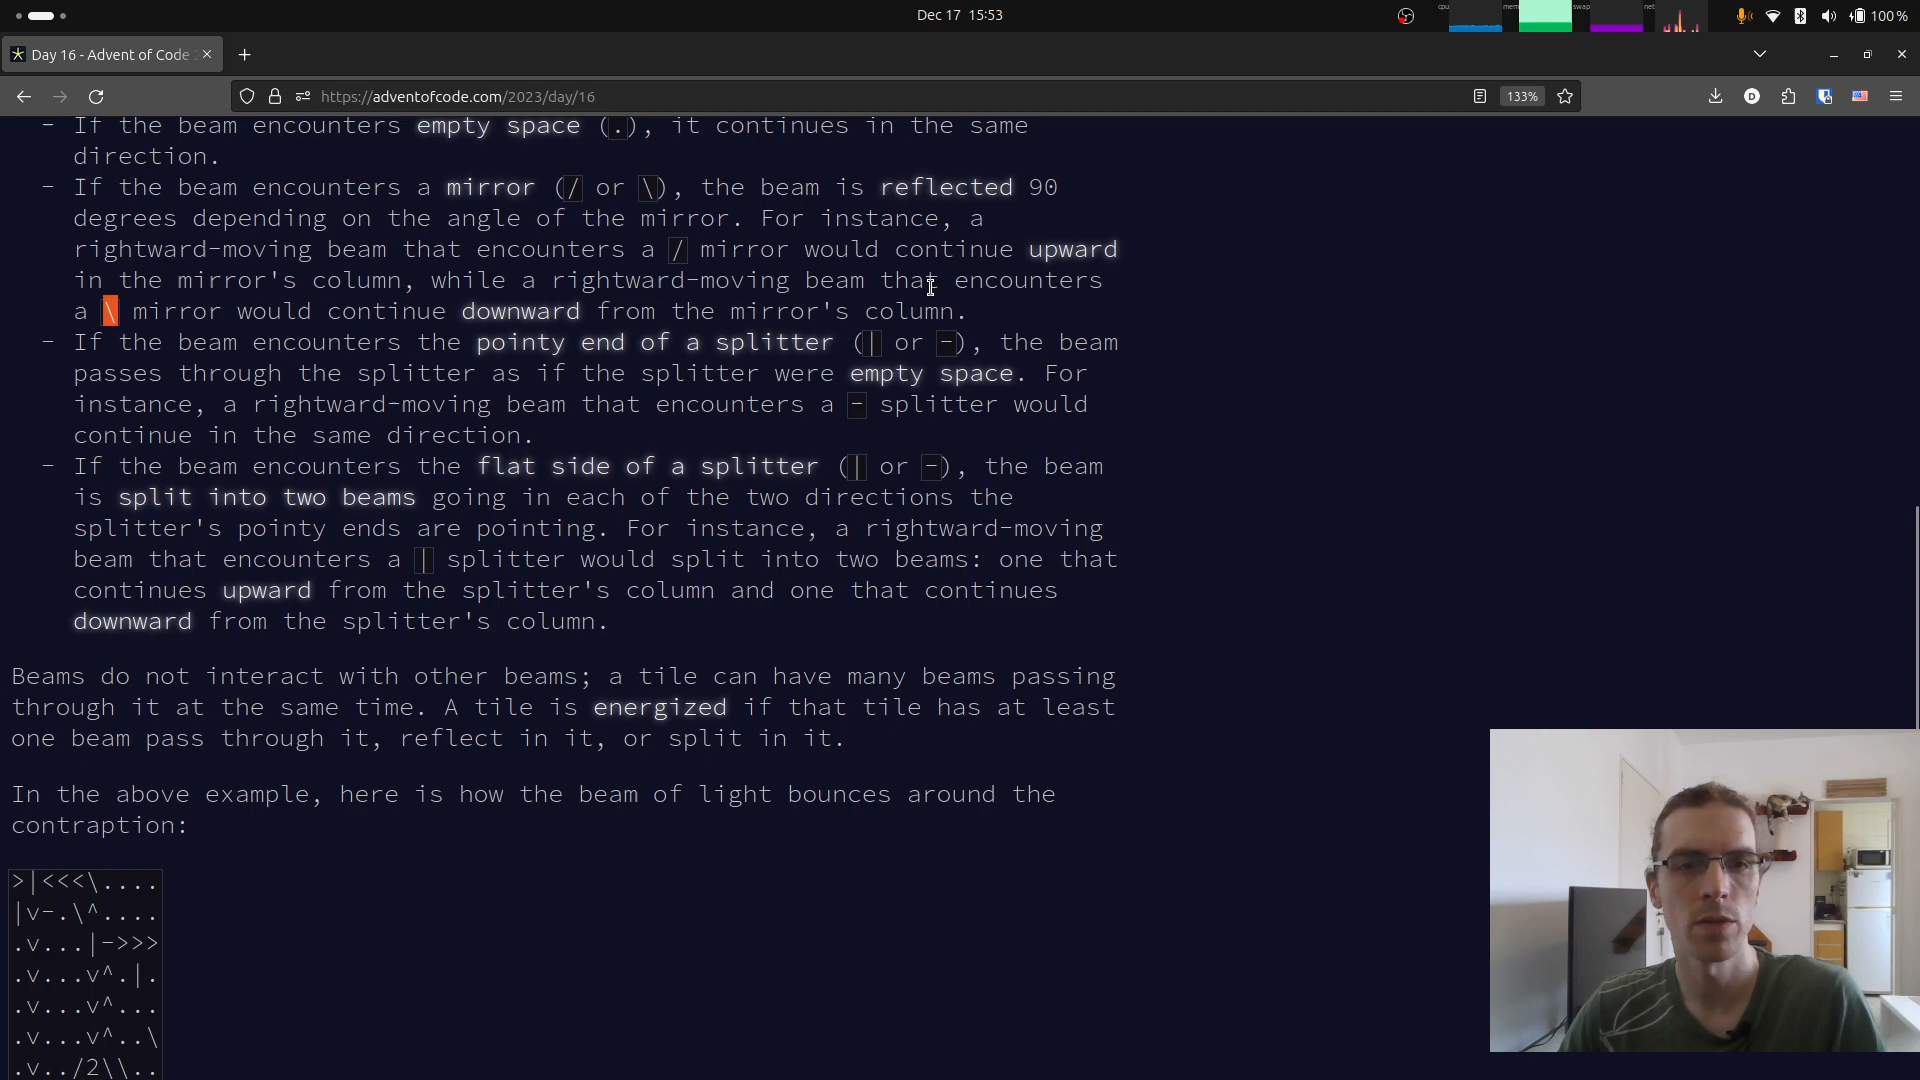 Dec 17 15:53
cpu mem swap net
100 %
Day 16 - Advent of Code
https://adventofcode.com/2023/day/16
133%
D
- If the beam encounters empty space (.), it continues in the same
direction.
- If the beam encounters a mirror (/ or \), the beam is reflected 90
degrees depending on the angle of the mirror. For instance, a
rightward-moving beam that encounters a / mirror would continue upward
in the mirror's column, while a rightward-moving beam that encounters
a \ mirror would continue downward from the mirror's column.
- If the beam encounters the pointy end of a splitter (| or -), the beam
passes through the splitter as if the splitter were empty space. For
instance, a rightward-moving beam that encounters a - splitter would
continue in the same direction.
- If the beam encounters the flat side of a splitter (| or -), the beam
is split into two beams going in each of the two directions the
splitter's pointy ends are pointing. For instance, a rightward-moving
beam that encounters a | splitter would split into two beams: one that
continues upward from the splitter's column and one that continues
downward from the splitter's column.
Beams do not interact with other beams; a tile can have many beams passing
through it at the same time. A tile is energized if that tile has at least
one beam pass through it, reflect in it, or split in it.
In the above example, here is how the beam of light bounces around the
contraption:
>|<<<\....
|v-.\^....
.v...|->>>
.v...v^.|.
.v...v^...
.v...v^..\
.v../2\\..